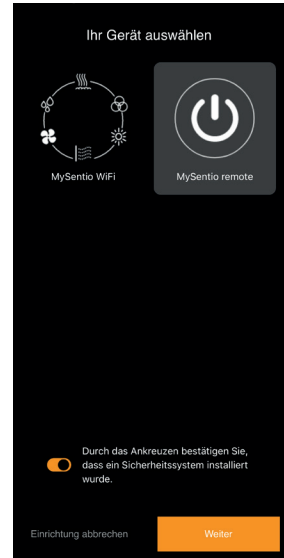 Ihr Gerät auswählen
MySentio WiFi
MySentio remote
Durch das Ankreuzen bestätigen Sie,
dass ein Sicherheitssystem installiert
wurde.
Einrichtung abbrechen
Weiter